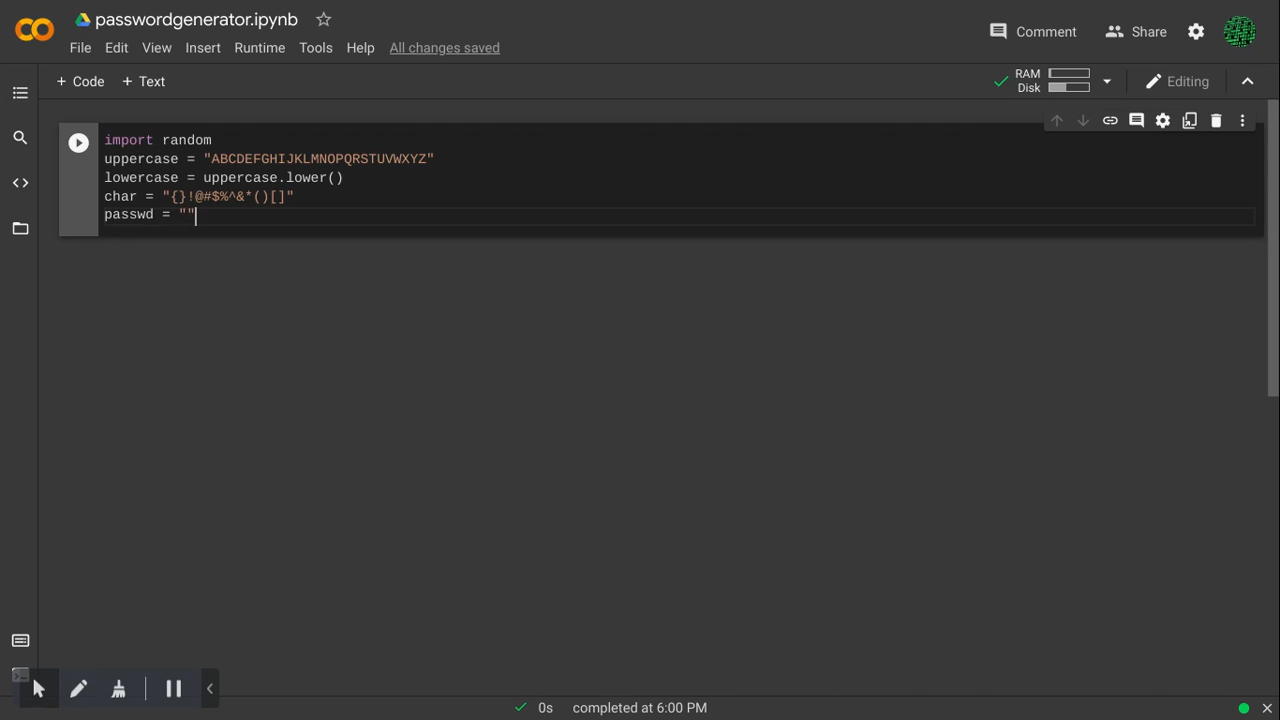 passwordgenerator.ipynb
File Edit View Insert Runtime Tools Help All changes saved
Comment Share
+ Code + Text
RAM
Disk
Editing
import random
uppercase = "ABCDEFGHIJKLMNOPQRSTUVWXYZ"
lowercase = uppercase.lower()
char = "{}!@#$%^&*()[]"
passwd = ""
0s completed at 6:00 PM